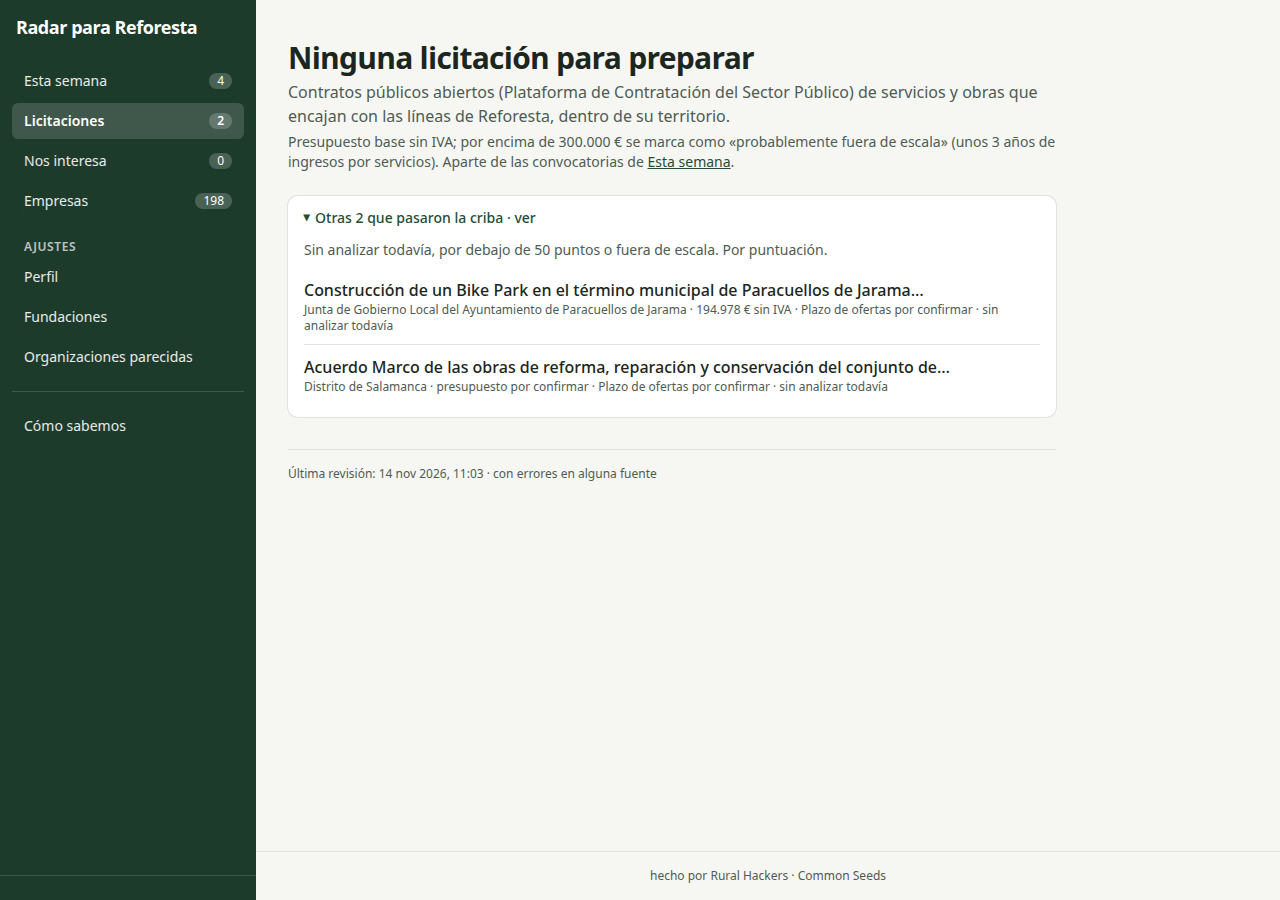 Radar para Reforesta
Esta semana 4
Licitaciones 2
Nos interesa 0
Empresas 198
AJUSTES
Perfil
Fundaciones
Organizaciones parecidas
Cómo sabemos
Ninguna licitación para preparar
Contratos públicos abiertos (Plataforma de Contratación del Sector Público) de servicios y obras que
encajan con las líneas de Reforesta, dentro de su territorio.
Presupuesto base sin IVA; por encima de 300.000 € se marca como «probablemente fuera de escala» (unos 3 años de
ingresos por servicios). Aparte de las convocatorias de Esta semana.
▾ Otras 2 que pasaron la criba · ver
Sin analizar todavía, por debajo de 50 puntos o fuera de escala. Por puntuación.
Construcción de un Bike Park en el término municipal de Paracuellos de Jarama…
Junta de Gobierno Local del Ayuntamiento de Paracuellos de Jarama · 194.978 € sin IVA · Plazo de ofertas por confirmar · sin
analizar todavía
Acuerdo Marco de las obras de reforma, reparación y conservación del conjunto de…
Distrito de Salamanca · presupuesto por confirmar · Plazo de ofertas por confirmar · sin analizar todavía
Última revisión: 14 nov 2026, 11:03 · con errores en alguna fuente
hecho por Rural Hackers · Common Seeds